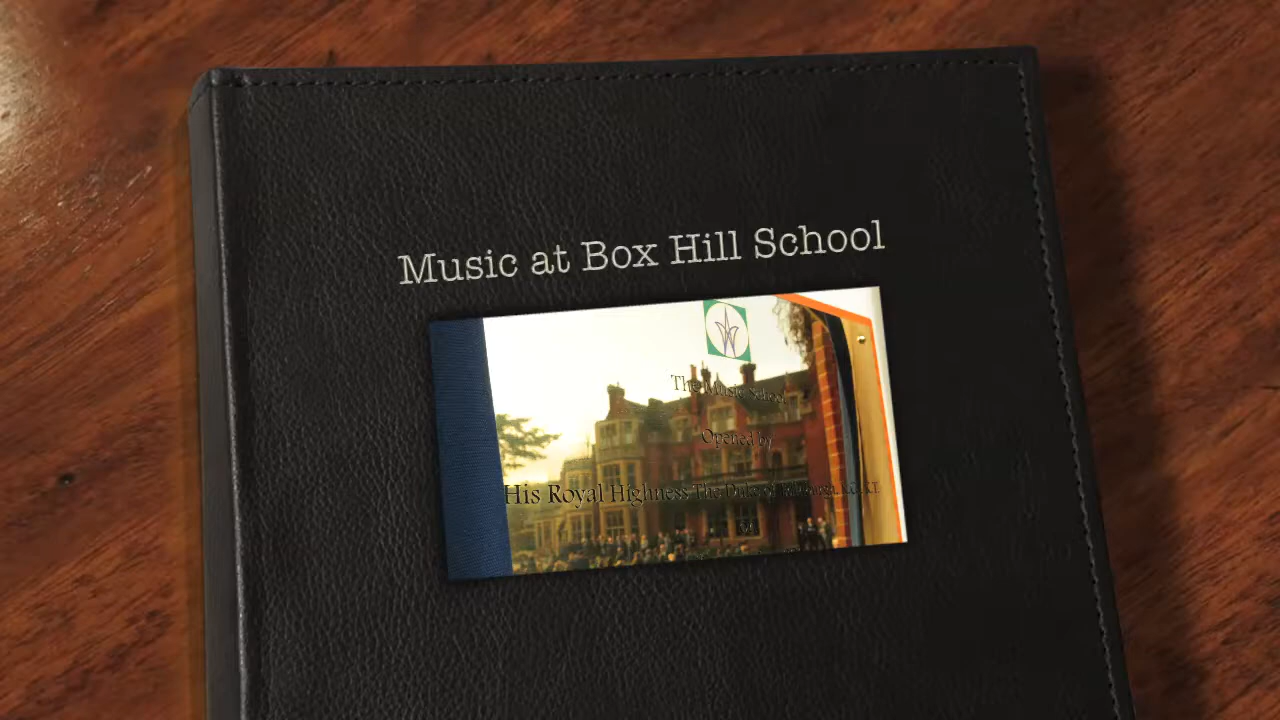 Music at Box Hill School
The Music School
Opened by
His Royal Highness The Duke of